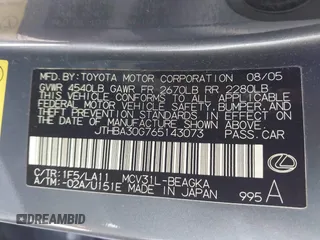 MFD. BY: TOYOTA MOTOR CORPORATION 08/05
GVWR 4540LB GAWR FR 2670LB RR 2280LB
THIS VEHICLE CONFORMS TO ALL APPLICABLE
FEDERAL MOTOR VEHICLE SAFETY, BUMPER, AND
THEFT PREVENTION STANDARDS IN EFFECT ON
THE DATE OF MANUFACTURE SHOWN ABOVE.
JTHBA30G765143073 PASS.CAR
C/TR: 1F5/LA11 MCV31L-BEAGKA
A/TM: -02A/U151E MADE IN JAPAN 995 A
DREAMBID